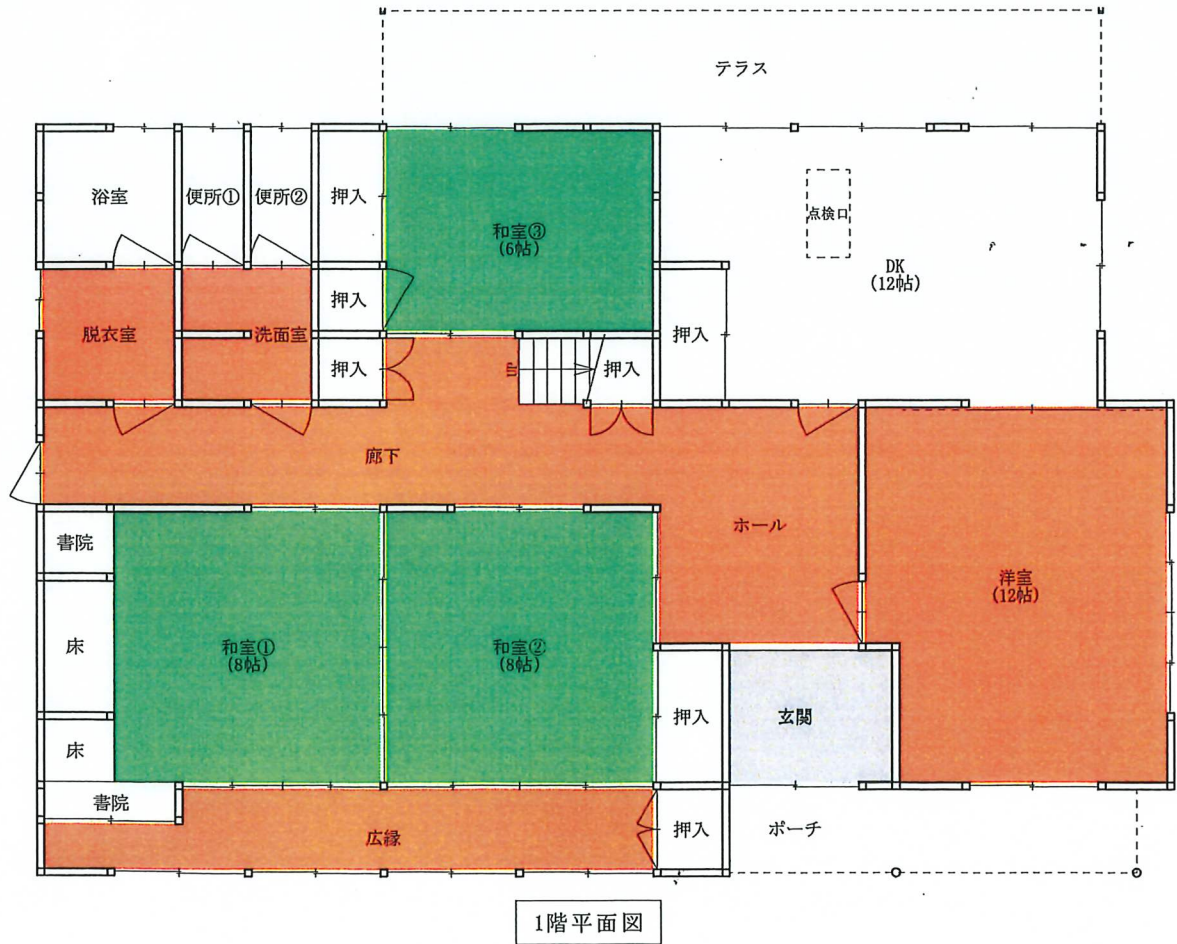 テラス
浴室
便所①
便所②
押入
和室③
(6帖)
点検口
DK
(12帖)
脱衣室
洗面室
押入
押入
UP
押入
押入
廊下
ホール
書院
床
和室①
(8帖)
和室②
(8帖)
洋室
(12帖)
床
押入
玄関
書院
広縁
押入
ポーチ
1階平面図